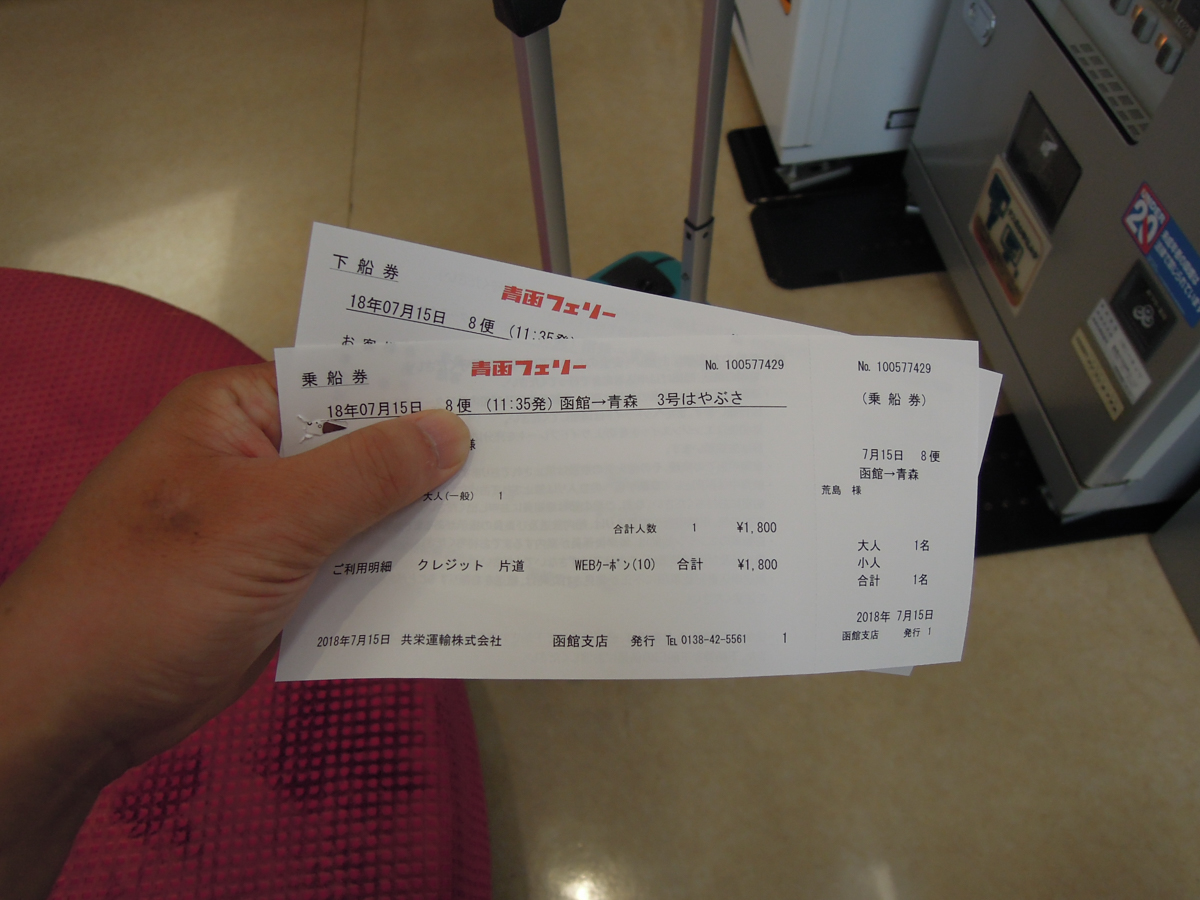 下船券
青函フェリー
18年07月15日 8便 (11:35発)
お客
乗船券 青函フェリー No. 100577429
18年07月15日 8便 (11:35発) 函館→青森 3号はやぶさ
様
大人(一般) 1
合計人数 1 ¥1,800
ご利用明細 クレジット 片道 WEBｸｰﾎﾟﾝ(10) 合計 ¥1,800
2018年7月15日 共栄運輸株式会社 函館支店 発行 TEL 0138-42-5561 1
No. 100577429
(乗船券)
7月15日 8便
函館→青森
荒島 様
大人 1名
小人
合計 1名
2018年 7月15日
函館支店 発行 1
20